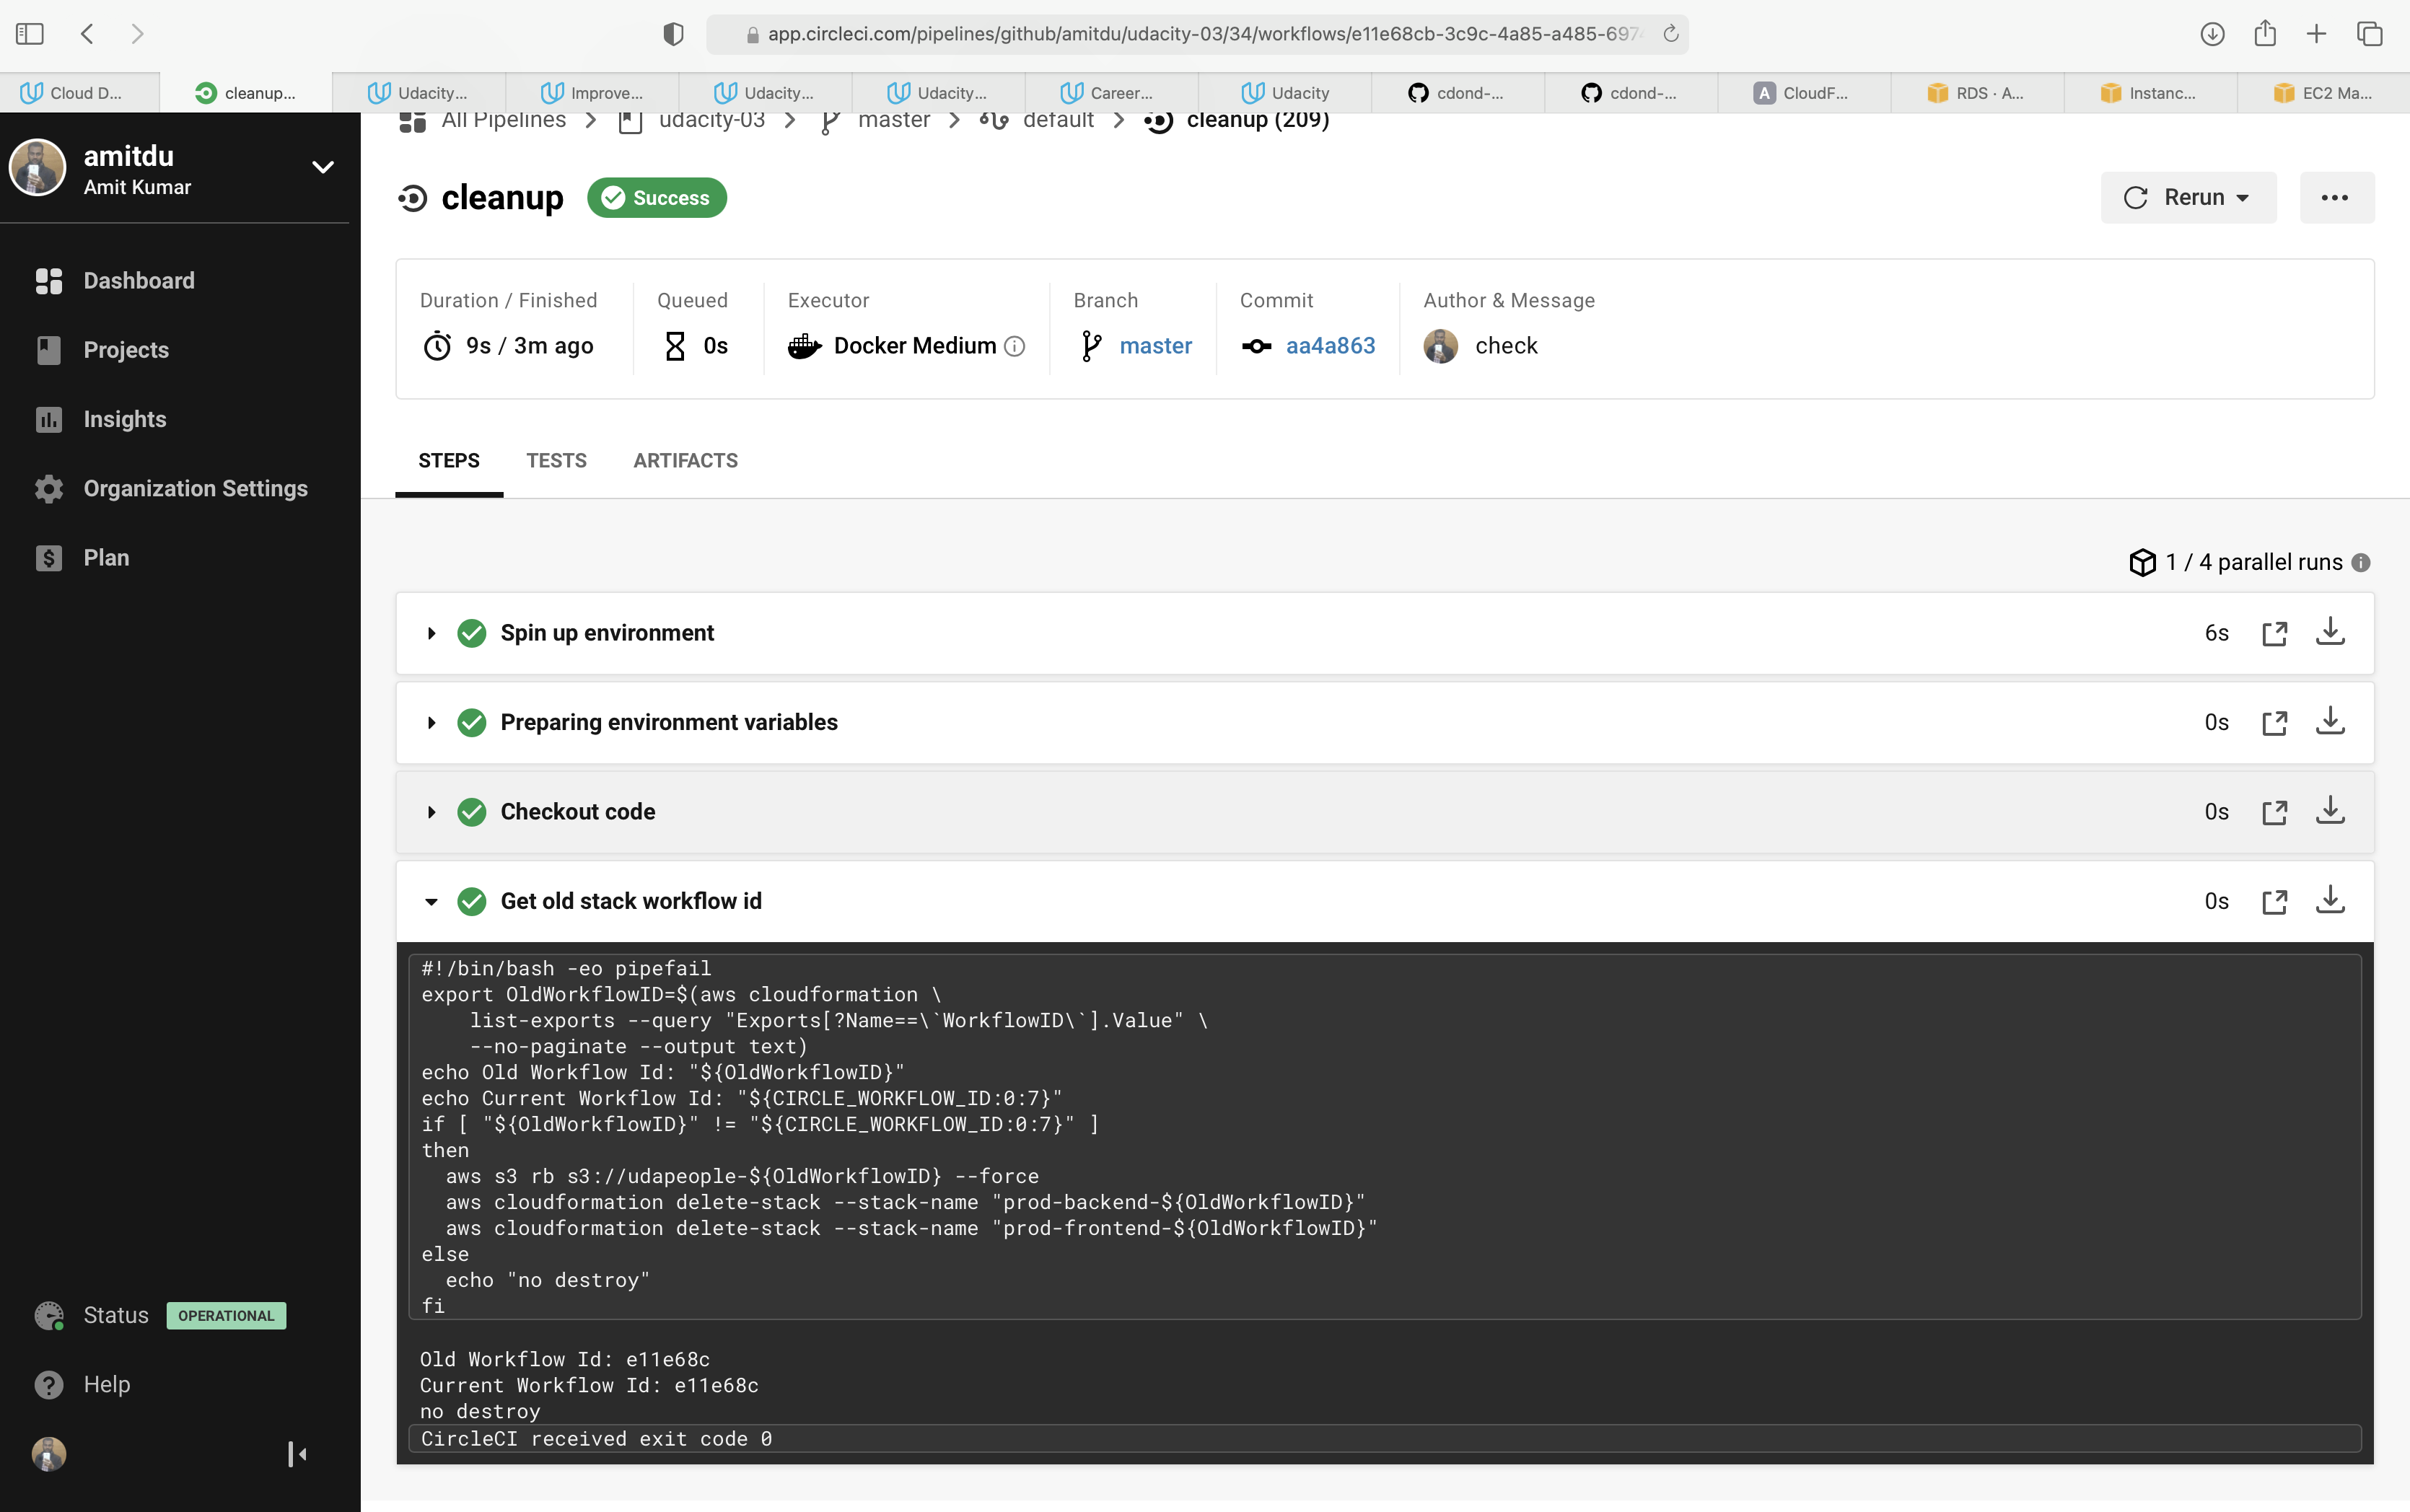 app.circleci.com/pipelines/github/amitdu/udacity-03/34/workflows/e11e68cb-3c9c-4a85-a485-697
Cloud D...
cleanup...
Udacity...
Improve...
Udacity...
Udacity...
Career...
Udacity
cdond-...
cdond-...
A CloudF...
RDS · A...
Instanc...
EC2 Ma...
All Pipelines
udacity-03
master
default
cleanup (209)
amitdu
Amit Kumar
Dashboard
Projects
Insights
Organization Settings
Plan
Status OPERATIONAL
Help
cleanup
Success
Rerun
Duration / Finished
9s / 3m ago
Queued
0s
Executor
Docker Medium
Branch
master
Commit
aa4a863
Author & Message
check
STEPS
TESTS
ARTIFACTS
1 / 4 parallel runs
Spin up environment
6s
Preparing environment variables
0s
Checkout code
0s
Get old stack workflow id
0s
#!/bin/bash -eo pipefail
export OldWorkflowID=$(aws cloudformation \
    list-exports --query "Exports[?Name==\`WorkflowID\`].Value" \
    --no-paginate --output text)
echo Old Workflow Id: "${OldWorkflowID}"
echo Current Workflow Id: "${CIRCLE_WORKFLOW_ID:0:7}"
if [ "${OldWorkflowID}" != "${CIRCLE_WORKFLOW_ID:0:7}" ]
then
  aws s3 rb s3://udapeople-${OldWorkflowID} --force
  aws cloudformation delete-stack --stack-name "prod-backend-${OldWorkflowID}"
  aws cloudformation delete-stack --stack-name "prod-frontend-${OldWorkflowID}"
else
  echo "no destroy"
fi
Old Workflow Id: e11e68c
Current Workflow Id: e11e68c
no destroy
CircleCI received exit code 0